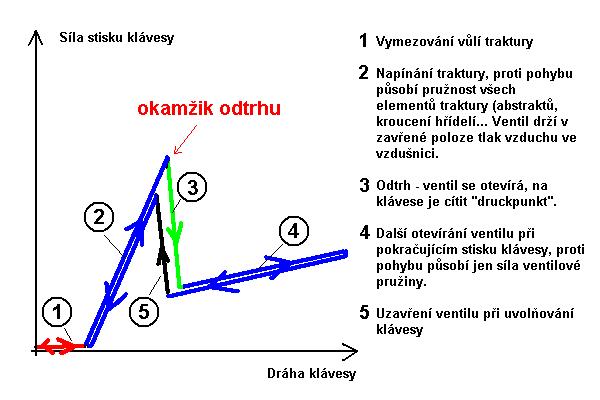 Síla stisku klávesy
okamžik odtrhu
1
2
3
4
5
Dráha klávesy
1 Vymezování vůlí traktury
2 Napínání traktury, proti pohybu
působí pružnost všech
elementů traktury (abstraktů,
kroucení hřídelí... Ventil drží v
zavřené poloze tlak vzduchu ve
vzdušnici.
3 Odtrh - ventil se otevírá, na
klávese je cítit "druckpunkt".
4 Další otevírání ventilu při
pokračujícím stisku klávesy, proti
pohybu působí jen síla ventilové
pružiny.
5 Uzavření ventilu při uvolňování
klávesy